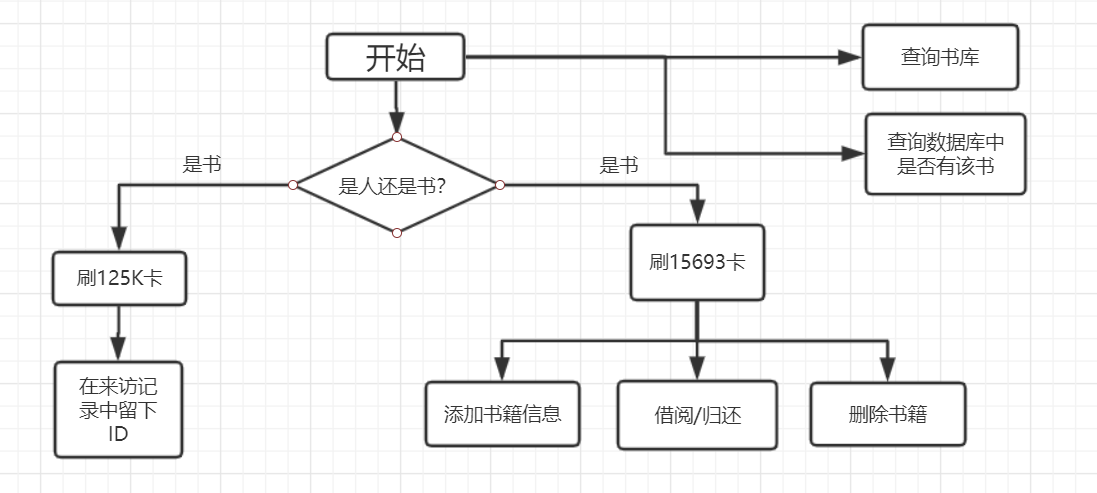 开始
查询书库
查询数据库中
是否有该书
是书
是人还是书?
是书
刷125K卡
刷15693卡
在来访记
录中留下
ID
添加书籍信息
借阅/归还
删除书籍